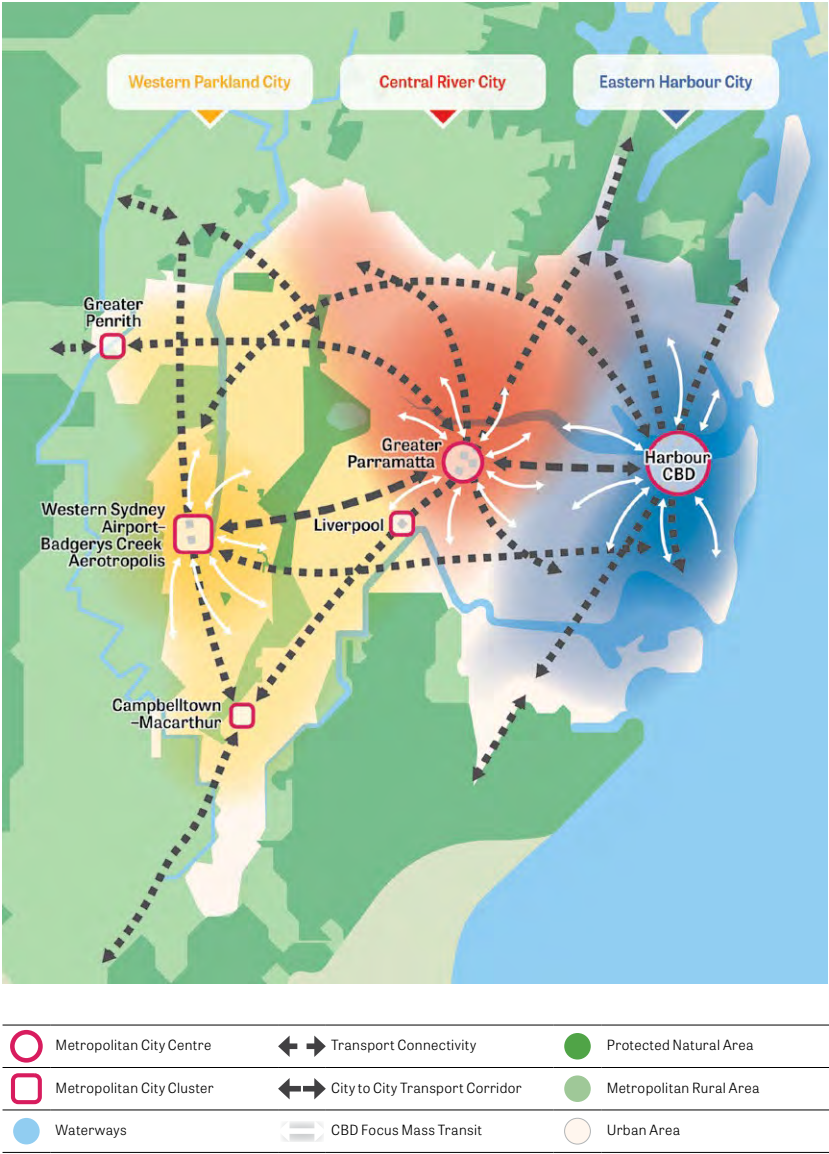 Western Parkland City
Central River City
Eastern Harbour City
Greater
Penrith
Greater
Parramatta
Harbour
CBD
Western Sydney
Airport–
Badgerys Creek
Aerotropolis
Liverpool
Campbelltown
–Macarthur
Metropolitan City Centre
Transport Connectivity
Protected Natural Area
Metropolitan City Cluster
City to City Transport Corridor
Metropolitan Rural Area
Waterways
CBD Focus Mass Transit
Urban Area